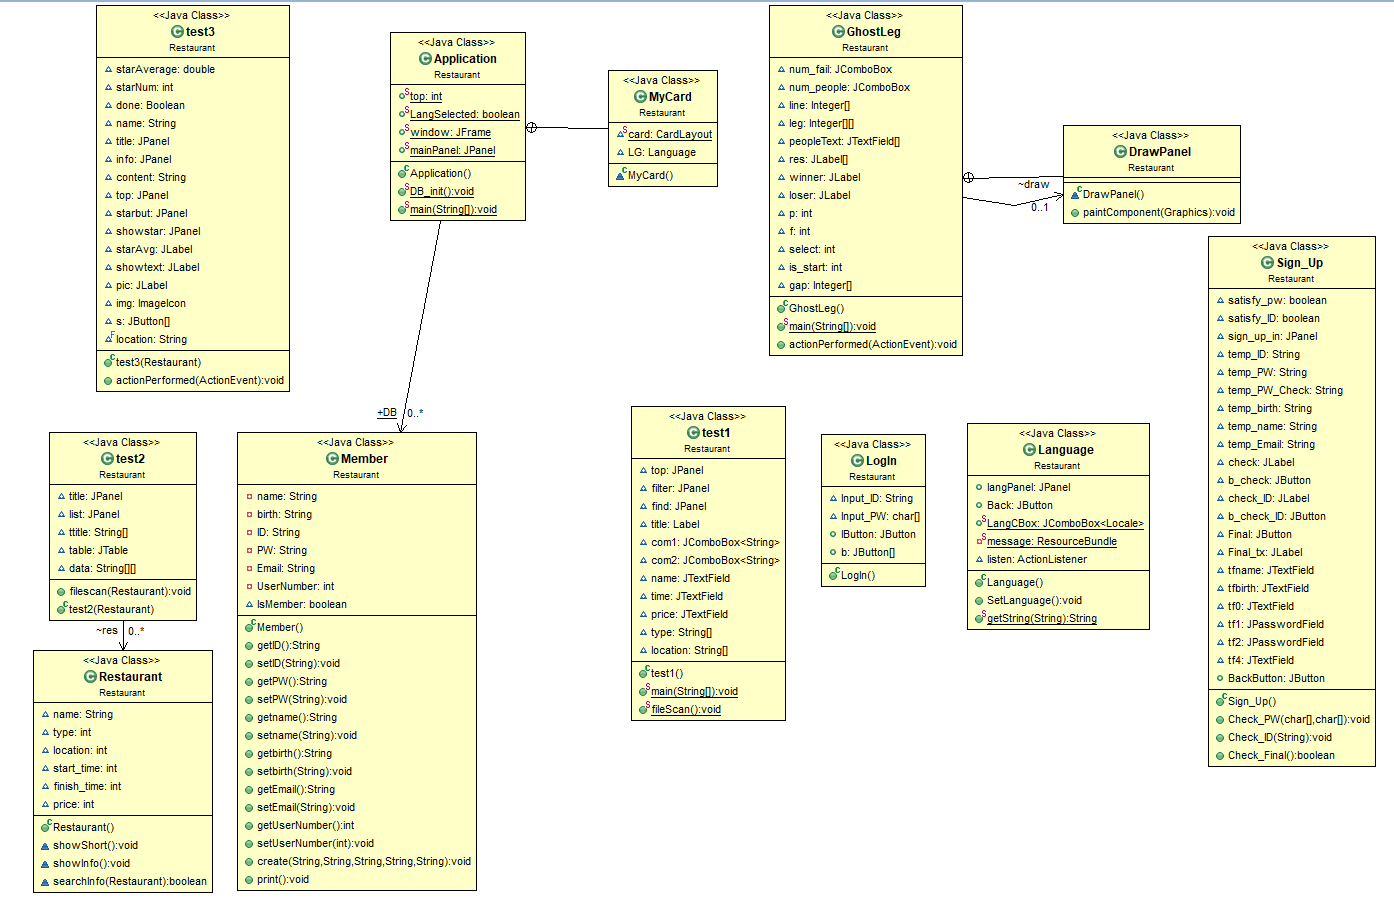 <<Java Class>>
test3
Restaurant
starAverage: double
starNum: int
done: Boolean
name: String
title: JPanel
info: JPanel
content: String
top: JPanel
starbut: JPanel
showstar: JPanel
starAvg: JLabel
showtext: JLabel
pic: JLabel
img: ImageIcon
s: JButton[]
location: String
test3(Restaurant)
actionPerformed(ActionEvent):void
<<Java Class>>
Application
Restaurant
top: int
LangSelected: boolean
window: JFrame
mainPanel: JPanel
Application()
DB_init():void
main(String[]):void
<<Java Class>>
MyCard
Restaurant
card: CardLayout
LG: Language
MyCard()
<<Java Class>>
GhostLeg
Restaurant
num_fail: JComboBox
num_people: JComboBox
line: Integer[]
leg: Integer[][]
peopleText: JTextField[]
res: JLabel[]
winner: JLabel
loser: JLabel
p: int
f: int
select: int
is_start: int
gap: Integer[]
GhostLeg()
main(String[]):void
actionPerformed(ActionEvent):void
~draw
0..1
<<Java Class>>
DrawPanel
Restaurant
DrawPanel()
paintComponent(Graphics):void
<<Java Class>>
Sign_Up
Restaurant
satisfy_pw: boolean
satisfy_ID: boolean
sign_up_in: JPanel
temp_ID: String
temp_PW: String
temp_PW_Check: String
temp_birth: String
temp_name: String
temp_Email: String
check: JLabel
b_check: JButton
check_ID: JLabel
b_check_ID: JButton
Final: JButton
Final_tx: JLabel
tfname: JTextField
tfbirth: JTextField
tf0: JTextField
tf1: JPasswordField
tf2: JPasswordField
tf4: JTextField
BackButton: JButton
Sign_Up()
Check_PW(char[],char[]):void
Check_ID(String):void
Check_Final():boolean
<<Java Class>>
test2
Restaurant
title: JPanel
list: JPanel
ttitle: String[]
table: JTable
data: String[][]
filescan(Restaurant):void
test2(Restaurant)
~res
0..*
<<Java Class>>
Restaurant
Restaurant
name: String
type: int
location: int
start_time: int
finish_time: int
price: int
Restaurant()
showShort():void
showInfo():void
searchInfo(Restaurant):boolean
+DB
0..*
<<Java Class>>
Member
Restaurant
name: String
birth: String
ID: String
PW: String
Email: String
UserNumber: int
IsMember: boolean
Member()
getID():String
setID(String):void
getPW():String
setPW(String):void
getname():String
setname(String):void
getbirth():String
setbirth(String):void
getEmail():String
setEmail(String):void
getUserNumber():int
setUserNumber(int):void
create(String,String,String,String,String):void
print():void
<<Java Class>>
test1
Restaurant
top: JPanel
filter: JPanel
find: JPanel
title: Label
com1: JComboBox<String>
com2: JComboBox<String>
name: JTextField
time: JTextField
price: JTextField
type: String[]
location: String[]
test1()
main(String[]):void
fileScan():void
<<Java Class>>
LogIn
Restaurant
Input_ID: String
Input_PW: char[]
lButton: JButton
b: JButton[]
LogIn()
<<Java Class>>
Language
Restaurant
langPanel: JPanel
Back: JButton
LangCBox: JComboBox<Locale>
message: ResourceBundle
listen: ActionListener
Language()
SetLanguage():void
getString(String):String